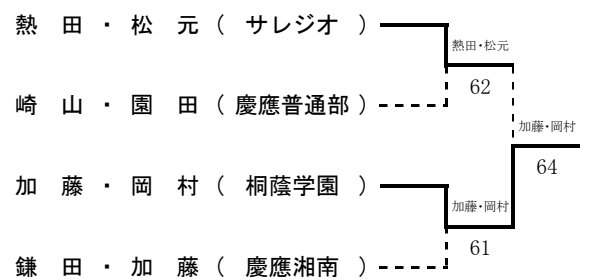 熱 田 ・ 松 元 ( サレジオ )
熱田・松元
崎 山 ・ 園 田 ( 慶應普通部 )
62
加藤・岡村
64
加 藤 ・ 岡 村 ( 桐蔭学園 )
加藤・岡村
61
鎌 田 ・ 加 藤 ( 慶應湘南 )